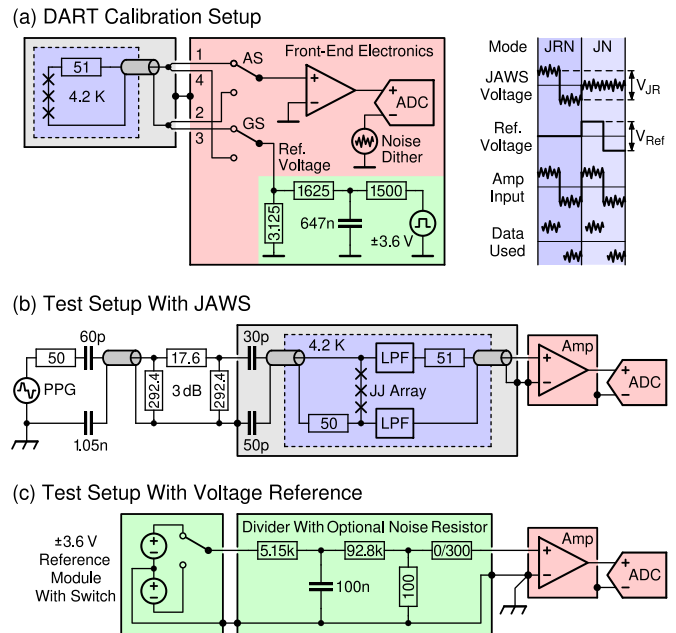 (a) DART Calibration Setup
51
4.2 K
1
4
2
3
AS
GS
Front-End Electronics
ADC
Noise
Dither
Ref.
Voltage
1625
1500
3.125
647n
±3.6 V
Mode JRN JN
JAWS
Voltage
VJR
Ref.
Voltage
VRef
Amp
Input
Data
Used
(b) Test Setup With JAWS
60p
50
PPG
1.05n
17.6
292.4
3 dB
292.4
30p
50p
4.2 K
LPF
51
JJ Array
50
LPF
Amp
ADC
(c) Test Setup With Voltage Reference
±3.6 V
Reference
Module
With Switch
Divider With Optional Noise Resistor
5.15k
92.8k
0/300
100n
100
Amp
ADC